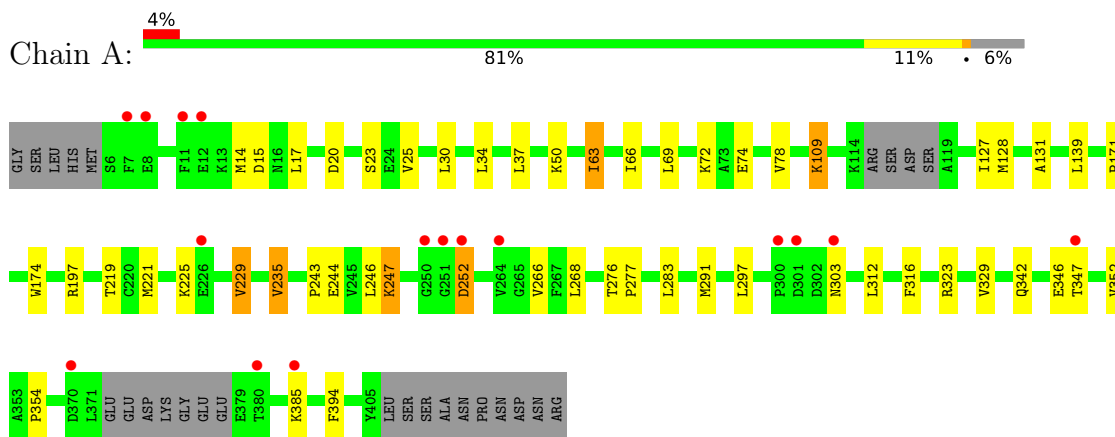 4%
Chain A:
81% 11% • 6%
GLY SER LEU HIS MET S6 F7 E8 F11 E12 K13 M14 D15 N16 L17 D20 S23 E24 V25 L30 L34 L37 K50 I63 I66 L69 K72 A73 E74 V78 K109 K114 ARG SER ASP SER A119 I127 M128 A131 L139
W174 R197 T219 C220 M221 K225 E226 V229 V235 P243 E244 V245 L246 K247 G250 G251 D252 V264 G265 V266 F267 L268 T276 P277 L283 M291 L297 P300 D301 D302 N303 L312 F316 R323 V329 Q342 E346 T347
A353 P354 D370 L371 GLU GLU ASP LYS GLY GLU GLU E379 T380 K385 F394 Y405 LEU SER SER ALA ASN PRO ASN ASP ASN ARG